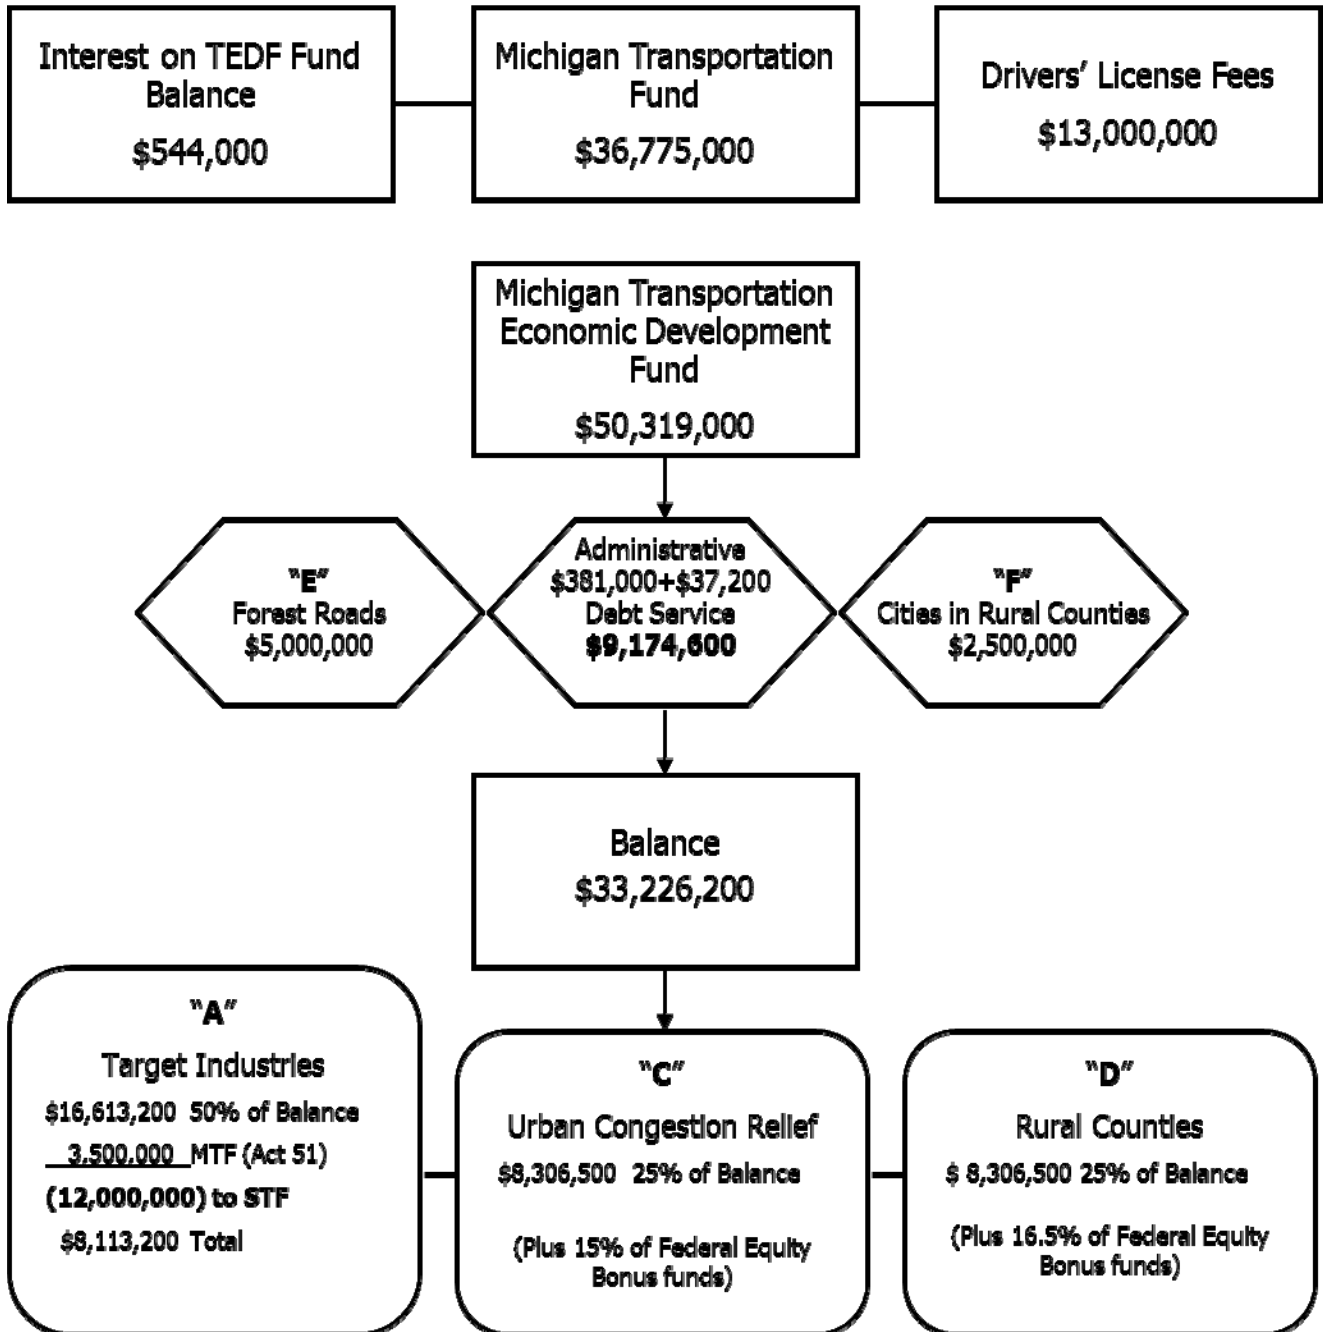 Interest on TEDF Fund
Balance
$544,000
Michigan Transportation
Fund
$36,775,000
Drivers’ License Fees
$13,000,000
Michigan Transportation
Economic Development
Fund
$50,319,000
“E”
Forest Roads
$5,000,000
Administrative
$381,000+$37,200
Debt Service
$9,174,600
“F”
Cities in Rural Counties
$2,500,000
Balance
$33,226,200
“A”
Target Industries
$16,613,200 50% of Balance
3,500,000 MTF (Act 51)
(12,000,000) to STF
$8,113,200 Total
“C”
Urban Congestion Relief
$8,306,500 25% of Balance
(Plus 15% of Federal Equity
Bonus funds)
“D”
Rural Counties
$ 8,306,500 25% of Balance
(Plus 16.5% of Federal Equity
Bonus funds)